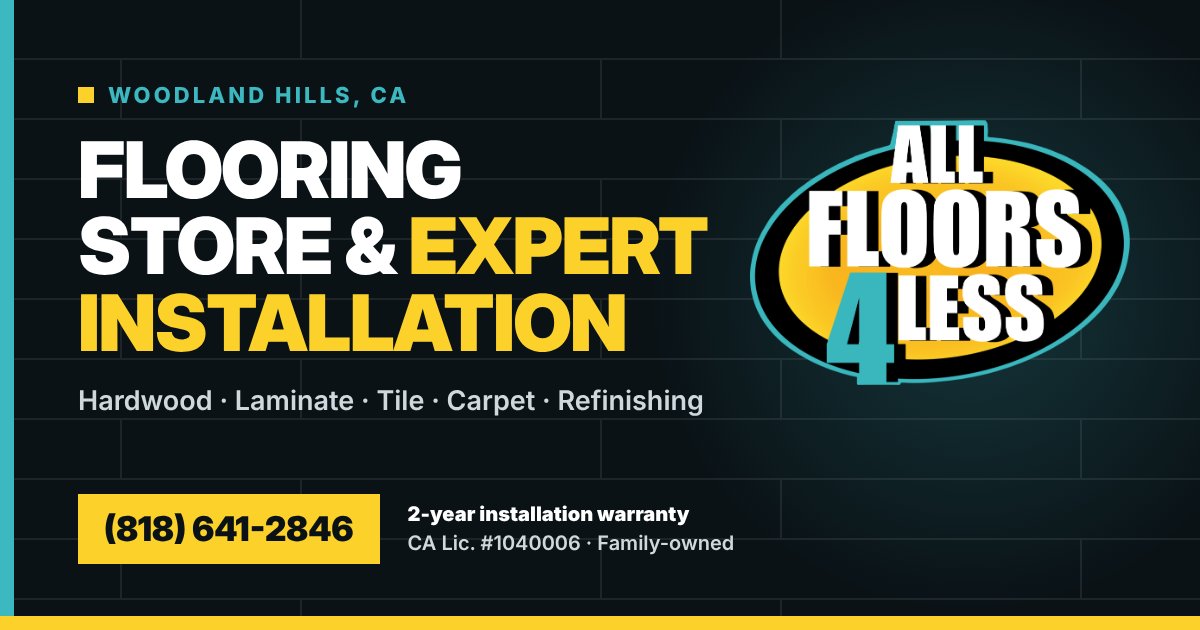 WOODLAND HILLS, CA
FLOORING
STORE & EXPERT
INSTALLATION
Hardwood · Laminate · Tile · Carpet · Refinishing
(818) 641-2846
2-year installation warranty
CA Lic. #1040006 · Family-owned
ALL
FLOORS
4 LESS